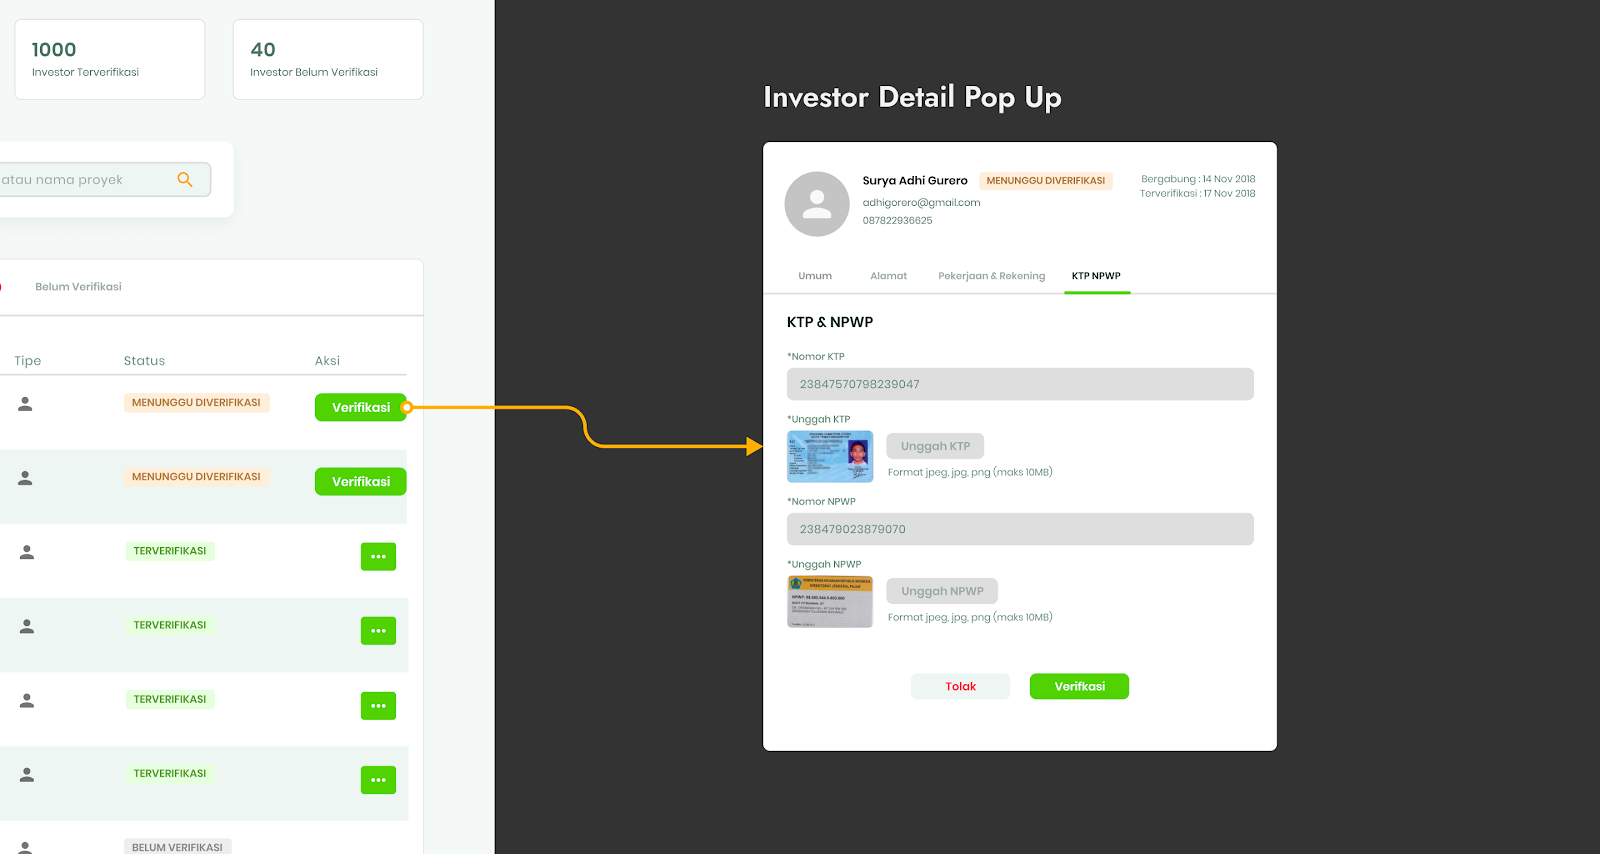 1000
Investor Terverifikasi
40
Investor Belum Verifikasi
atau nama proyek
Belum Verifikasi
Tipe
Status
Aksi
MENUNGGU DIVERIFIKASI
Verifikasi
MENUNGGU DIVERIFIKASI
Verifikasi
TERVERIFIKASI
TERVERIFIKASI
TERVERIFIKASI
TERVERIFIKASI
BELUM VERIFIKASI
Investor Detail Pop Up
Surya Adhi Gurero
MENUNGGU DIVERIFIKASI
adhigorero@gmail.com
087822936625
Bergabung : 14 Nov 2018
Terverifikasi : 17 Nov 2018
Umum
Alamat
Pekerjaan & Rekening
KTP NPWP
KTP & NPWP
*Nomor KTP
23847570798239047
*Unggah KTP
Unggah KTP
Format jpeg, jpg, png (maks 10MB)
*Nomor NPWP
238479023879070
*Unggah NPWP
Unggah NPWP
Format jpeg, jpg, png (maks 10MB)
Tolak
Verifkasi